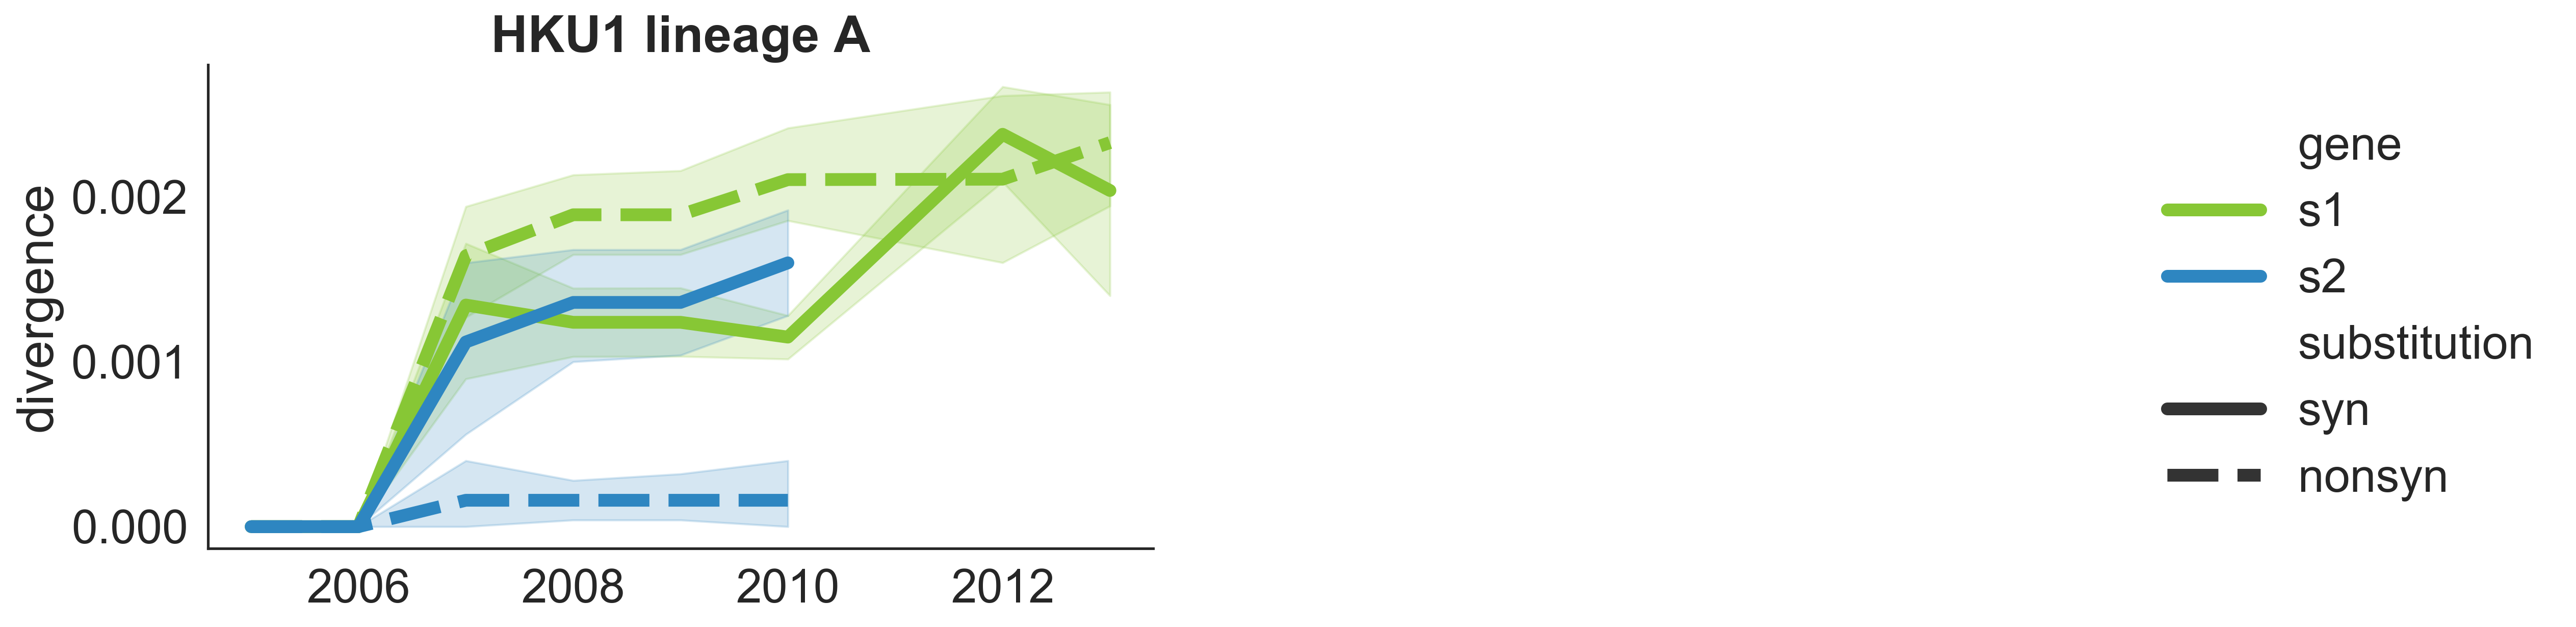 HKU1 lineage A
divergence
0.002
0.001
0.000
2006 2008 2010 2012
gene
s1
s2
substitution
syn
nonsyn